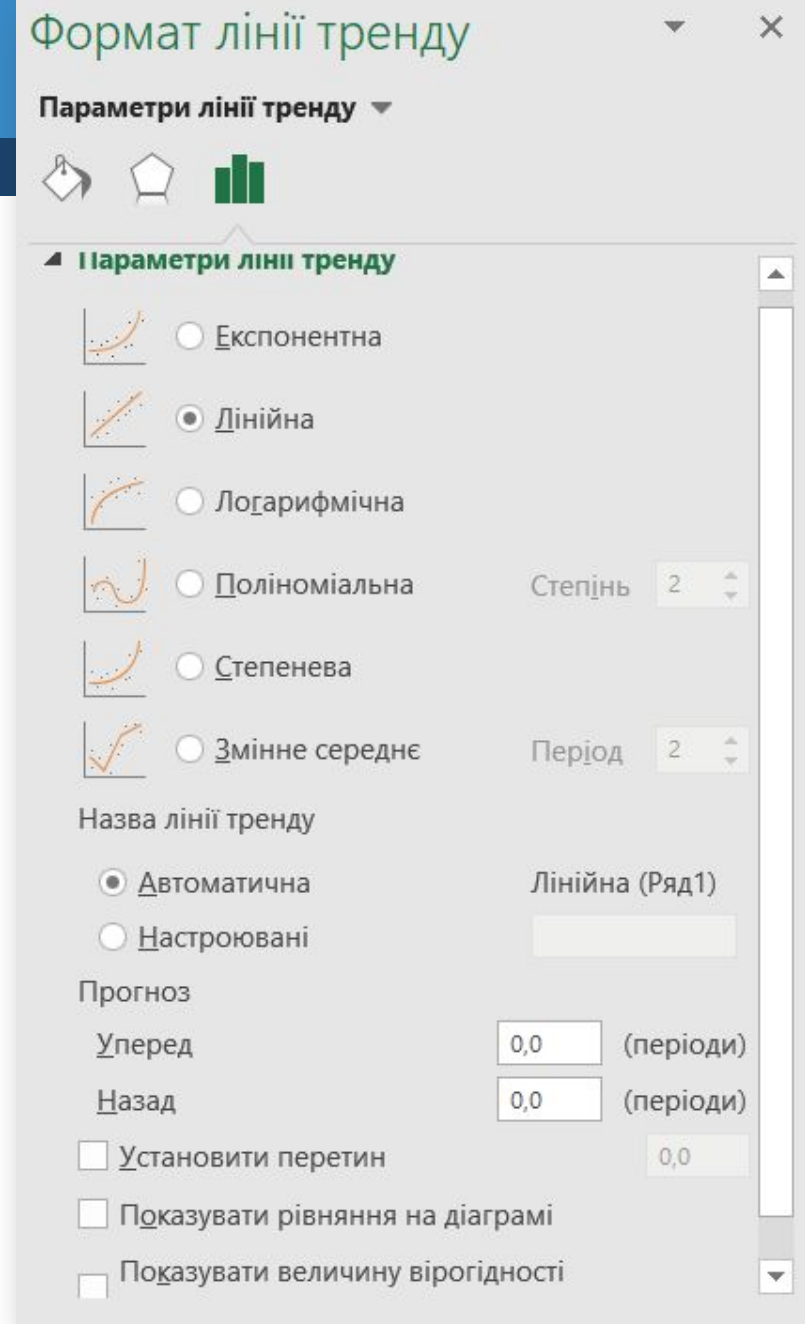 Формат лінії тренду
Параметри лінії тренду
Параметри лінії тренду
Експонентна
Лінійна
Логарифмічна
Поліноміальна Степінь 2
Степенева
Змінне середнє Період 2
Назва лінії тренду
Автоматична Лінійна (Ряд1)
Настроювані
Прогноз
Уперед 0,0 (періоди)
Назад 0,0 (періоди)
Установити перетин 0,0
Показувати рівняння на діаграмі
Показувати величину вірогідності